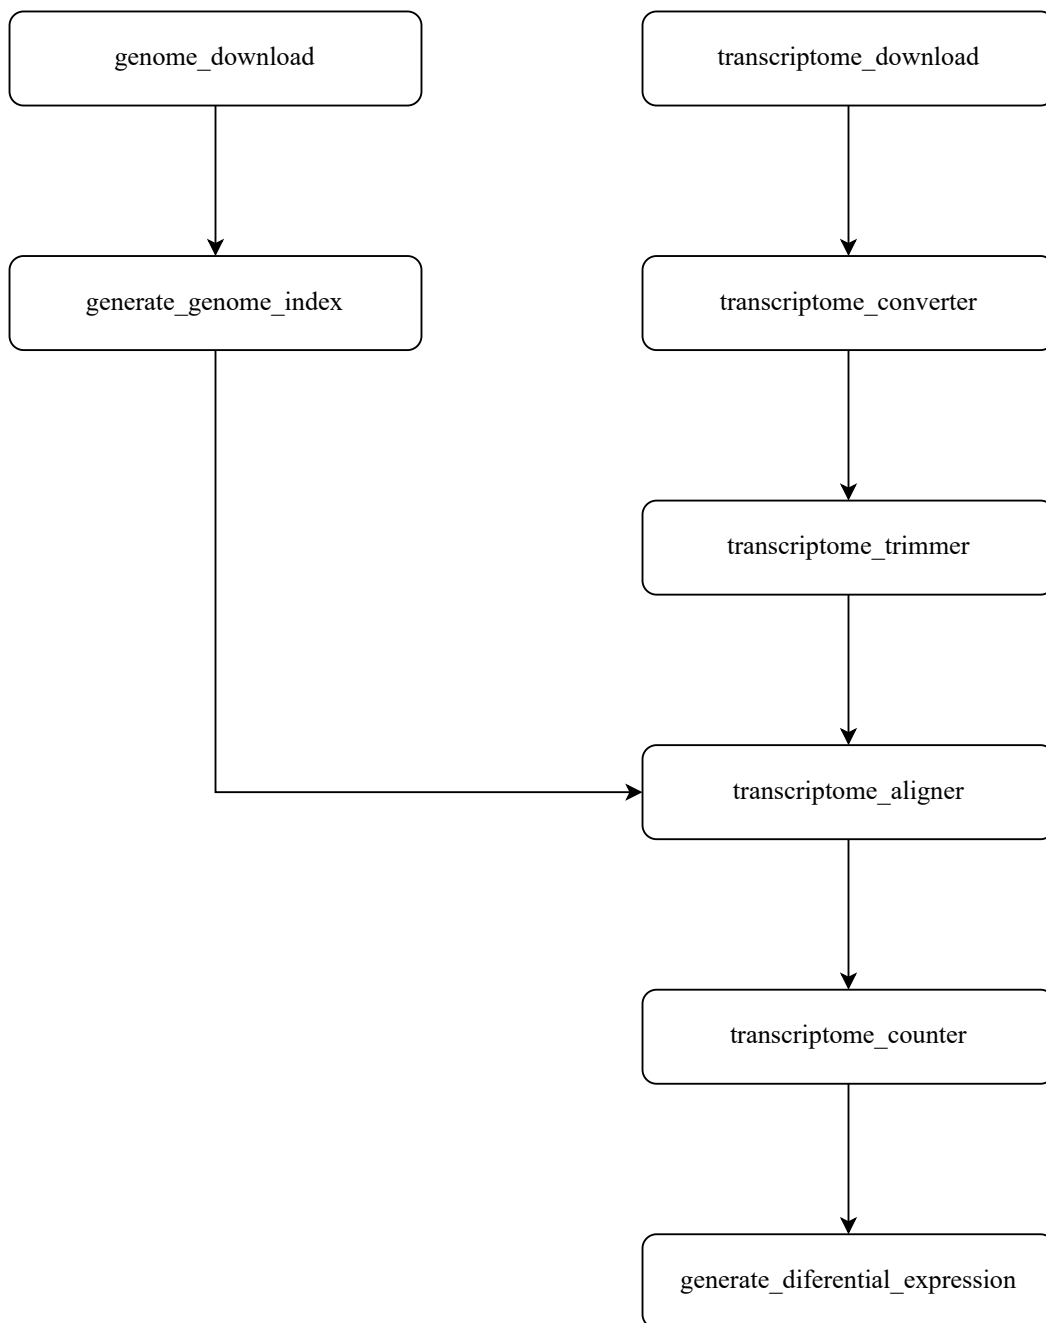 genome_download
transcriptome_download
generate_genome_index
transcriptome_converter
transcriptome_trimmer
transcriptome_aligner
transcriptome_counter
generate_diferential_expression